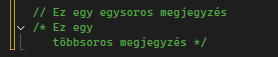 // Ez egy egysoros megjegyzés
/* Ez egy
többsoros megjegyzés */